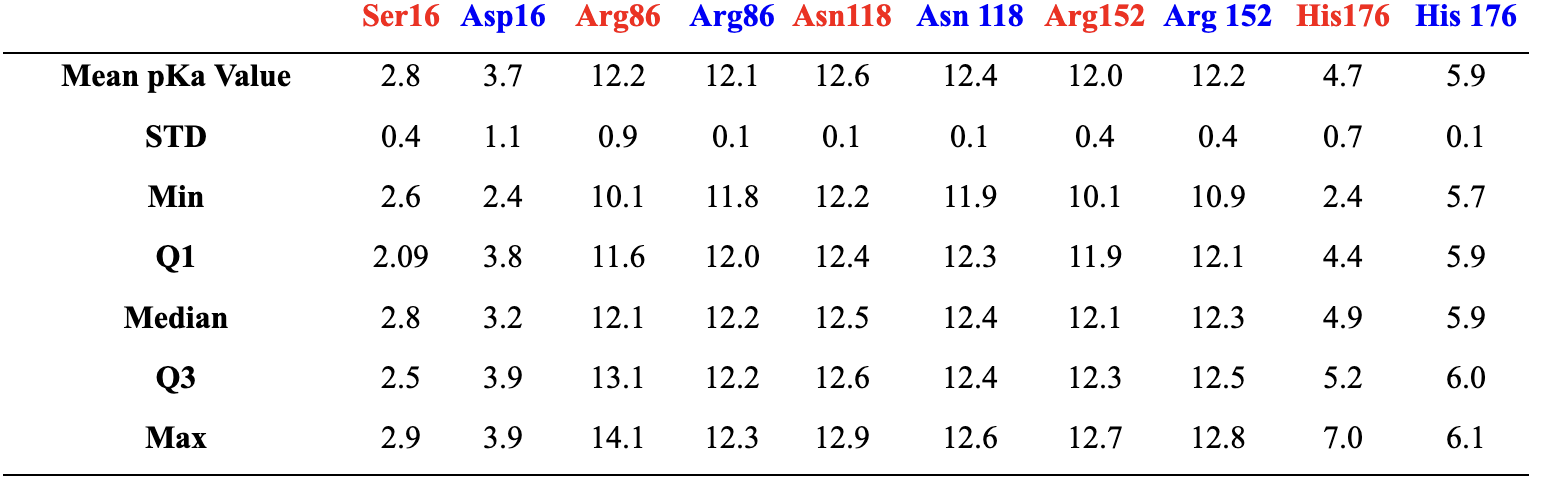 Ser16 Asp16 Arg86 Arg86 Asn118 Asn 118 Arg152 Arg 152 His176 His 176
Mean pKa Value 2.8 3.7 12.2 12.1 12.6 12.4 12.0 12.2 4.7 5.9
STD 0.4 1.1 0.9 0.1 0.1 0.1 0.4 0.4 0.7 0.1
Min 2.6 2.4 10.1 11.8 12.2 11.9 10.1 10.9 2.4 5.7
Q1 2.09 3.8 11.6 12.0 12.4 12.3 11.9 12.1 4.4 5.9
Median 2.8 3.2 12.1 12.2 12.5 12.4 12.1 12.3 4.9 5.9
Q3 2.5 3.9 13.1 12.2 12.6 12.4 12.3 12.5 5.2 6.0
Max 2.9 3.9 14.1 12.3 12.9 12.6 12.7 12.8 7.0 6.1